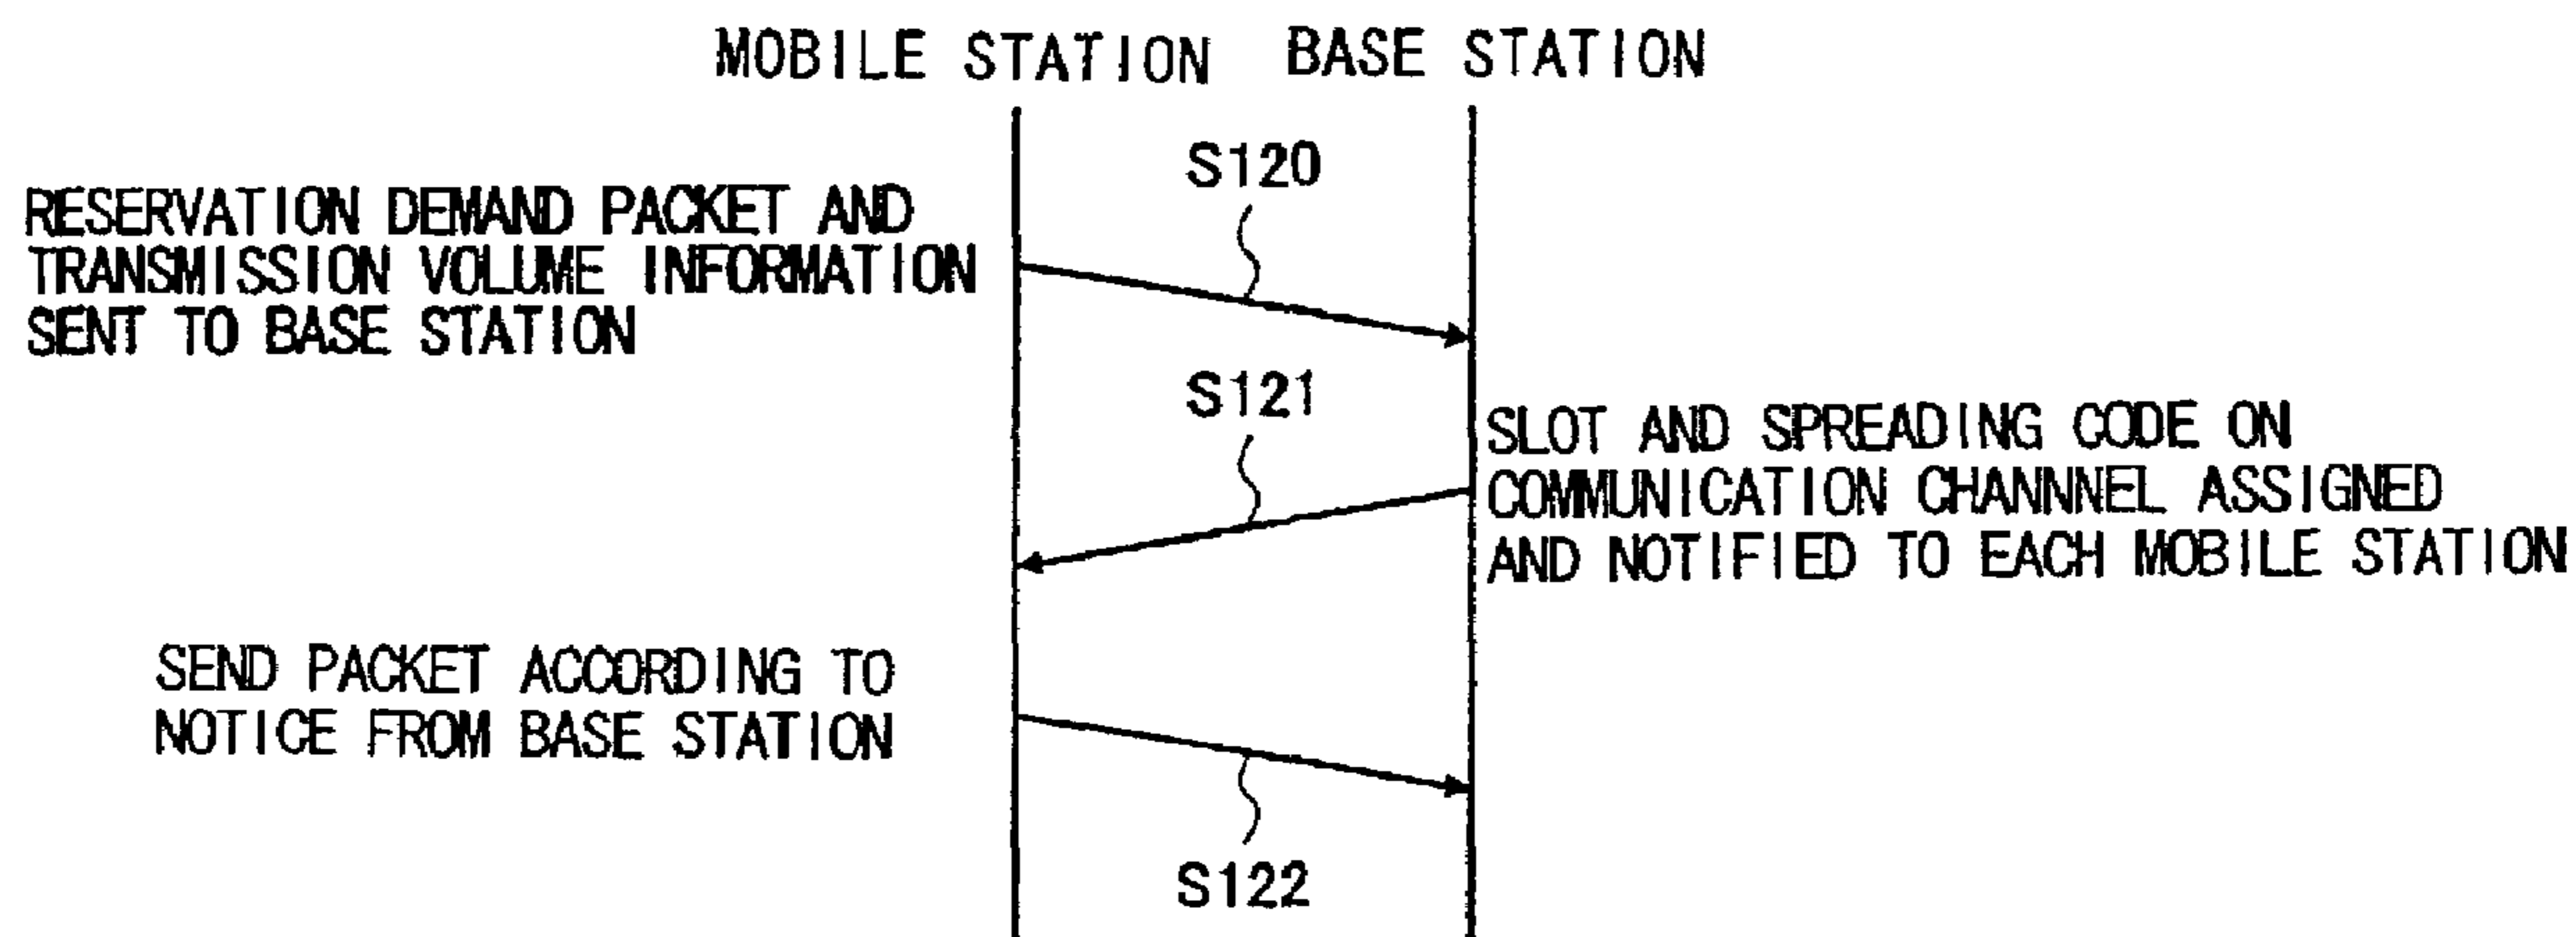 MOBILE STATION BASE STATION
S120
RESERVATION DEMAND PACKET AND
TRANSMISSION VOLUME INFORMATION
SENT TO BASE STATION
S121
SLOT AND SPREADING CODE ON
COMMUNICATION CHANNNEL ASSIGNED
AND NOTIFIED TO EACH MOBILE STATION
SEND PACKET ACCORDING TO
NOTICE FROM BASE STATION
S122